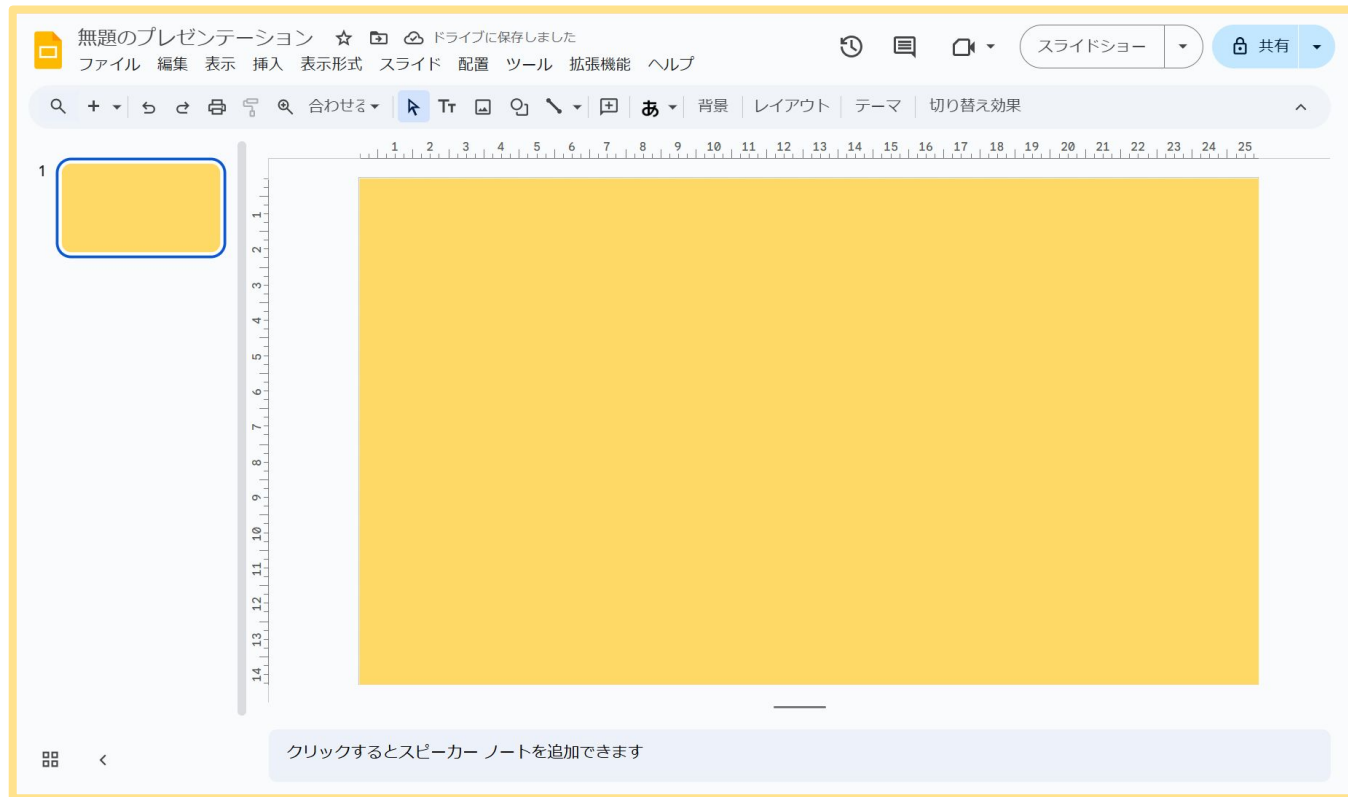 無題のプレゼンテーション ドライブに保存しました
ファイル 編集 表示 挿入 表示形式 スライド 配置 ツール 拡張機能 ヘルプ
スライドショー
共有
合わせる Tт あ 背景 レイアウト テーマ 切り替え効果
1 2 3 4 5 6 7 8 9 10 11 12 13 14 15 16 17 18 19 20 21 22 23 24 25
1
1 2 3 4 5 6 7 8 9 10 11 12 13 14
クリックするとスピーカー ノートを追加できます